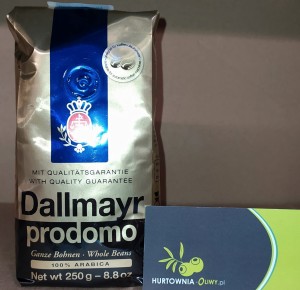 MIT QUALITÄTSGARANTIE
WITH QUALITY GUARANTEE
Dallmayr
prodomo
Ganze Bohnen · Whole Beans
100% ARABICA
Net wt 250 g – 8.8 oz
HURTOWNIA-OLIWY.pl